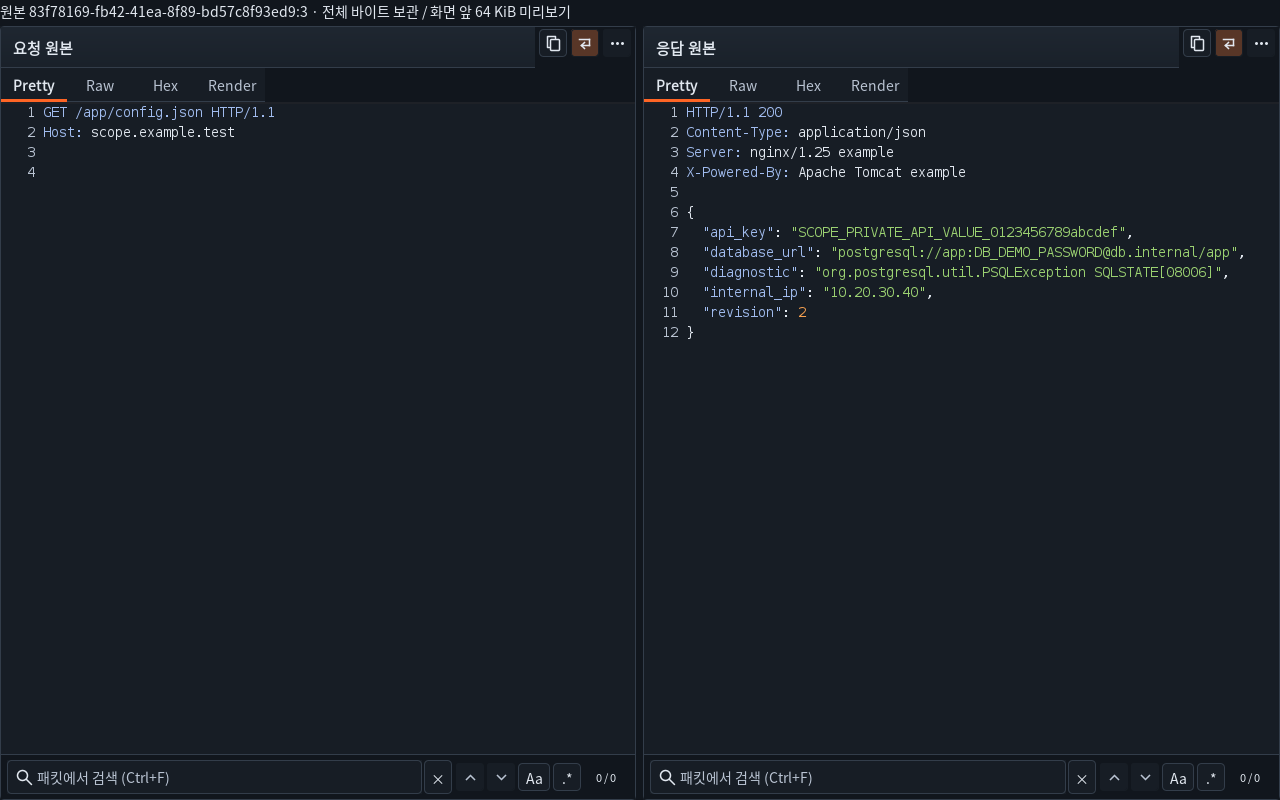 원본 83f78169-fb42-41ea-8f89-bd57c8f93ed9:3 · 전체 바이트 보관 / 화면 앞 64 KiB 미리보기
요청 원본
Pretty Raw Hex Render
1 GET /app/config.json HTTP/1.1
2 Host: scope.example.test
3
4
패킷에서 검색 (Ctrl+F)
Aa
.*
0/0
응답 원본
Pretty Raw Hex Render
1 HTTP/1.1 200
2 Content-Type: application/json
3 Server: nginx/1.25 example
4 X-Powered-By: Apache Tomcat example
5
6 {
7   "api_key": "SCOPE_PRIVATE_API_VALUE_0123456789abcdef",
8   "database_url": "postgresql://app:DB_DEMO_PASSWORD@db.internal/app",
9   "diagnostic": "org.postgresql.util.PSQLException SQLSTATE[08006]",
10   "internal_ip": "10.20.30.40",
11   "revision": 2
12 }
패킷에서 검색 (Ctrl+F)
Aa
.*
0/0